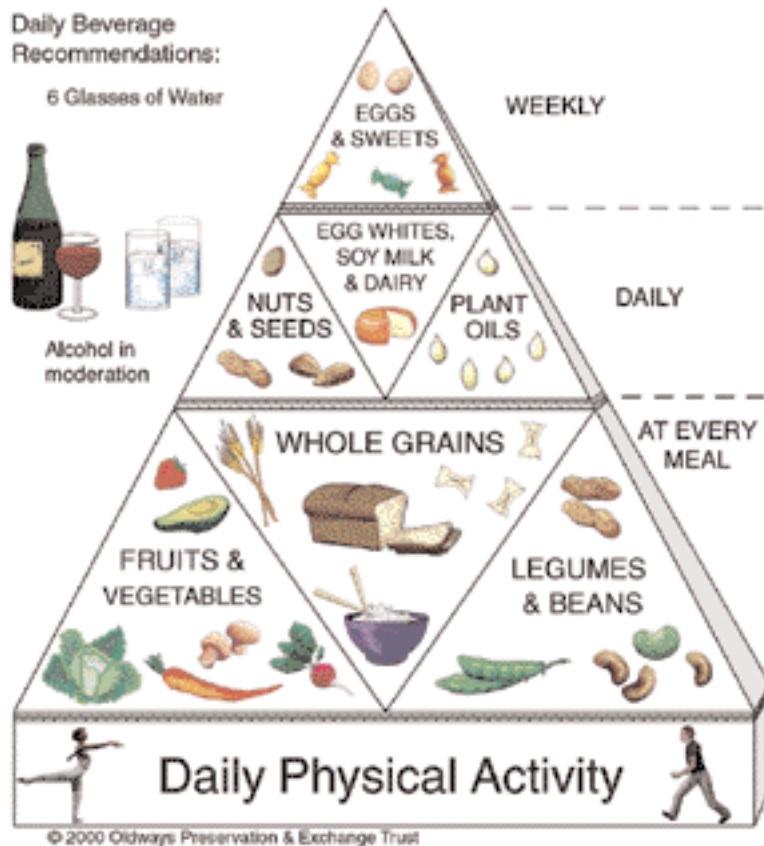 Daily Beverage
Recommendations:
6 Glasses of Water
Alcohol in
moderation
EGGS
& SWEETS
WEEKLY
EGG WHITES,
SOY MILK
& DAIRY
NUTS
& SEEDS
PLANT
OILS
DAILY
WHOLE GRAINS
AT EVERY
MEAL
FRUITS &
VEGETABLES
LEGUMES
& BEANS
Daily Physical Activity
© 2000 Oldways Preservation & Exchange Trust